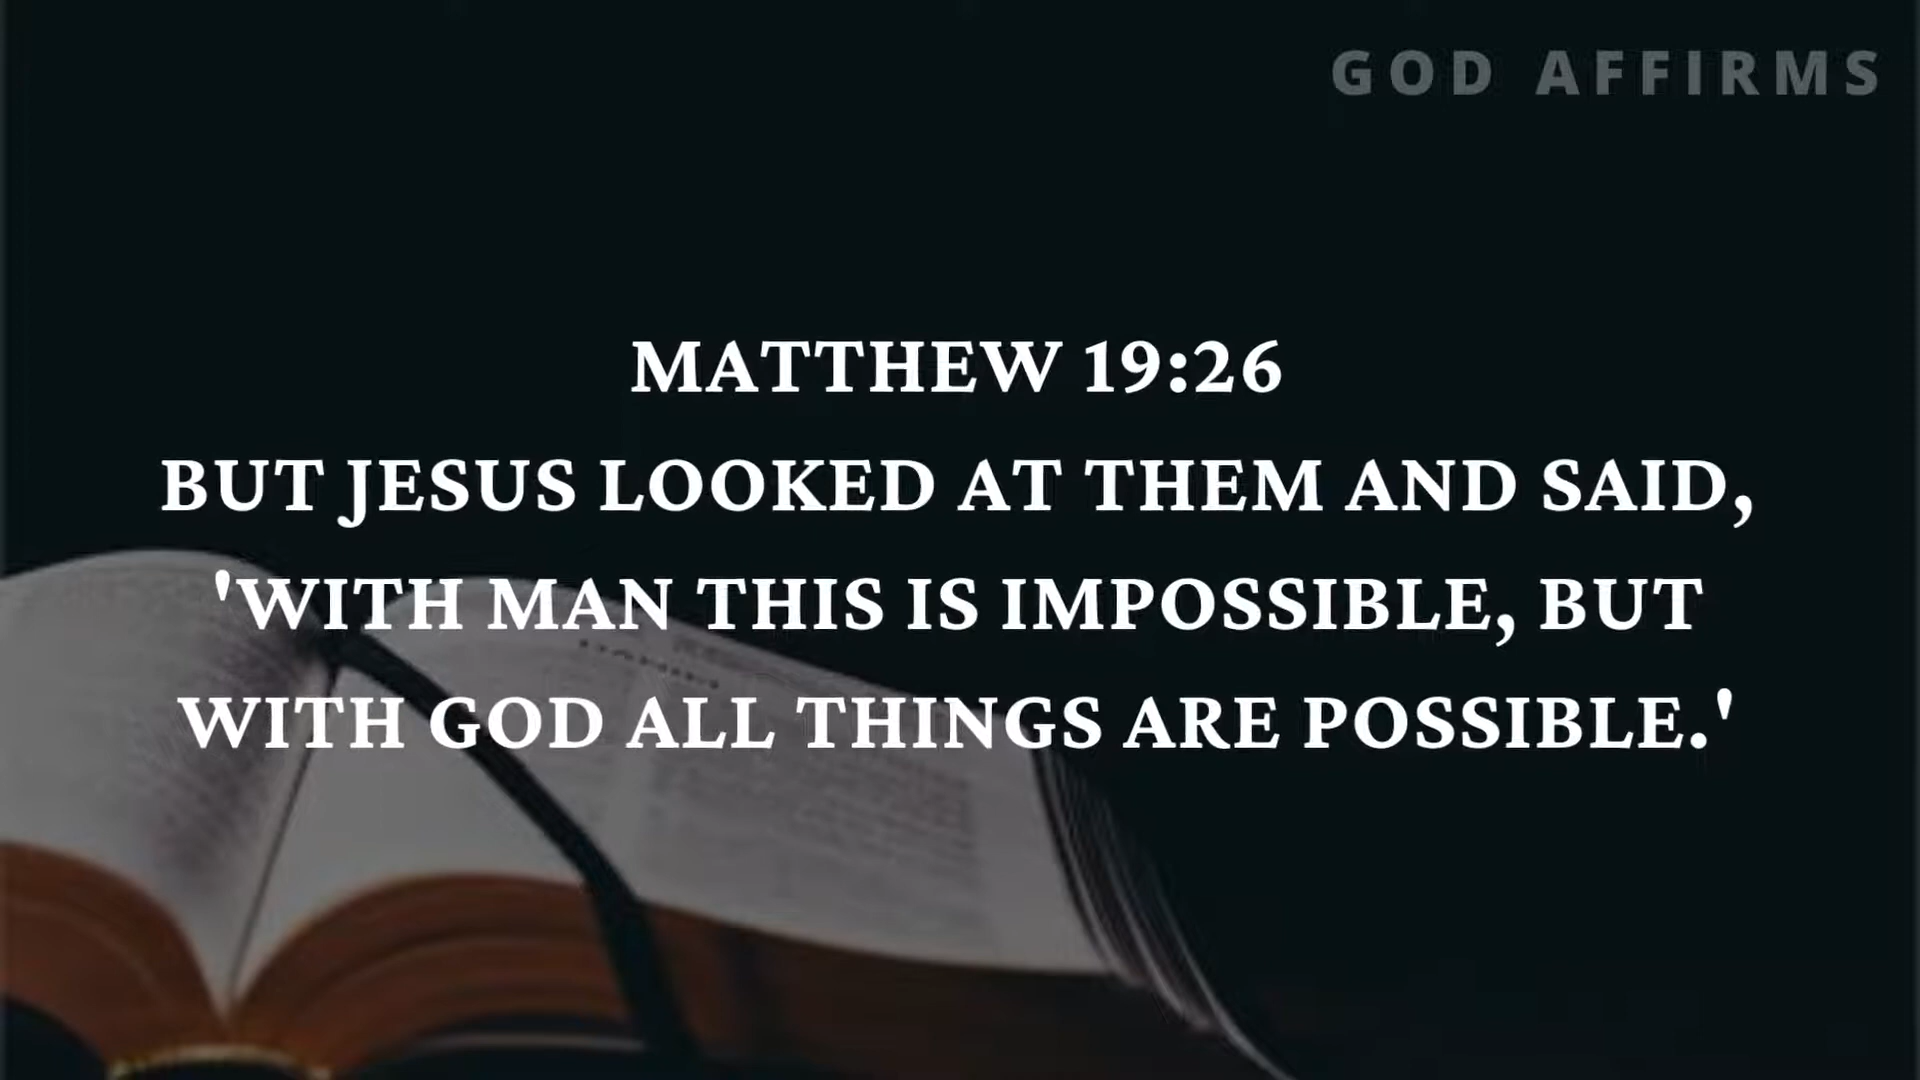 GOD AFFIRMS
MATTHEW 19:26
BUT JESUS LOOKED AT THEM AND SAID,
'WITH MAN THIS IS IMPOSSIBLE, BUT
WITH GOD ALL THINGS ARE POSSIBLE.'